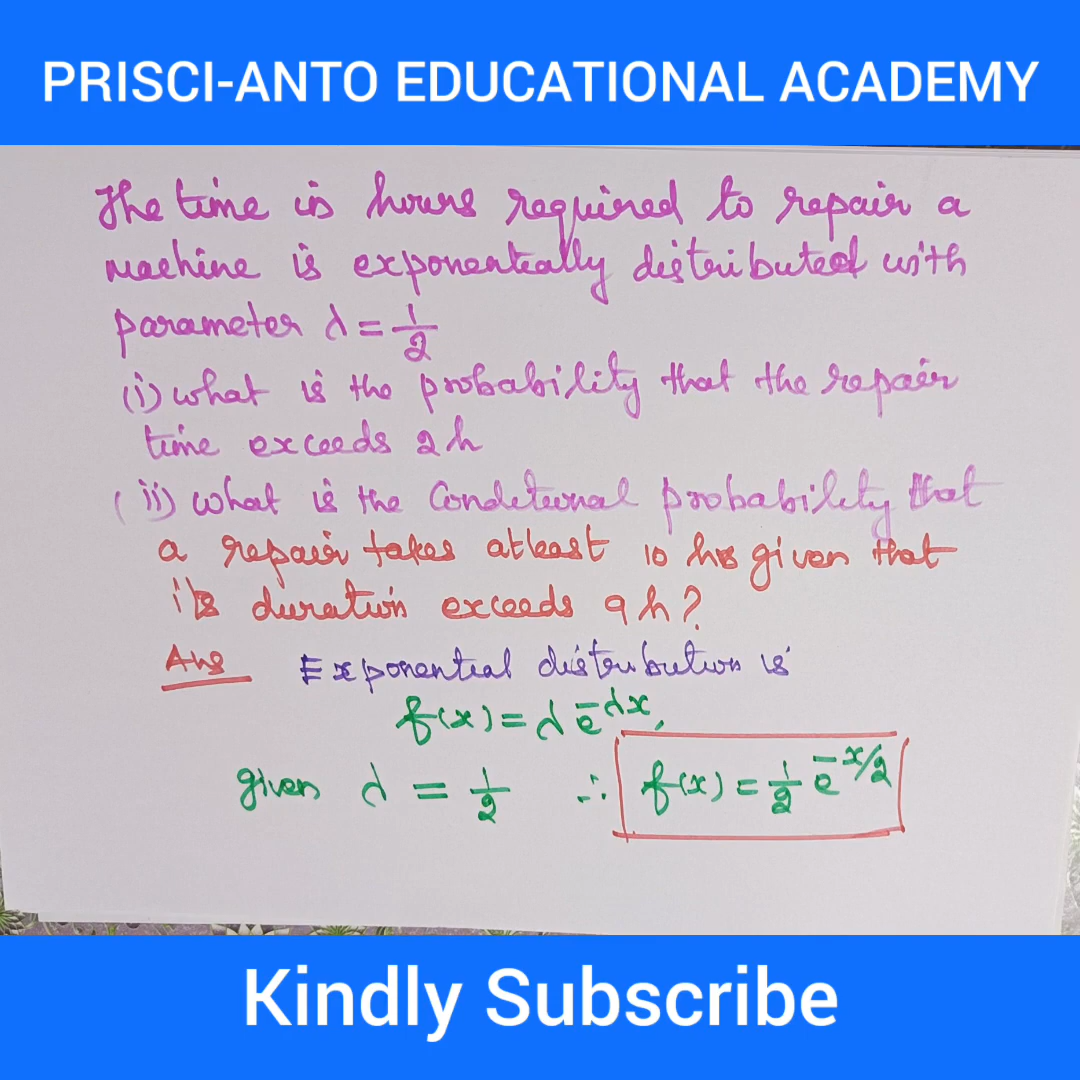 PRISCI-ANTO EDUCATIONAL ACADEMY
The time is hours required to repair a
machine is exponentially distributed with
parameter λ = 1/2
(i) what is the probability that the repair
time exceeds 2h
(ii) what is the Conditional probability that
a repair takes atleast 10 hrs given that
its duration exceeds 9h?
Ans Exponential distribution is
f(x) = λ e^-λx,
given λ = 1/2 ∴ f(x) = 1/2 e^-x/2
Kindly Subscribe